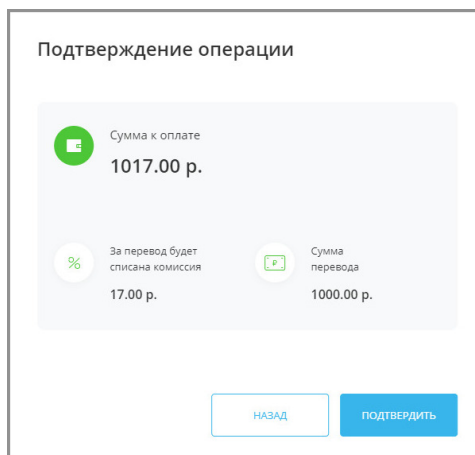 Подтверждение операции
Сумма к оплате
1017.00 р.
За перевод будет
списана комиссия
17.00 р.
Сумма
перевода
1000.00 р.
НАЗАД
ПОДТВЕРДИТЬ